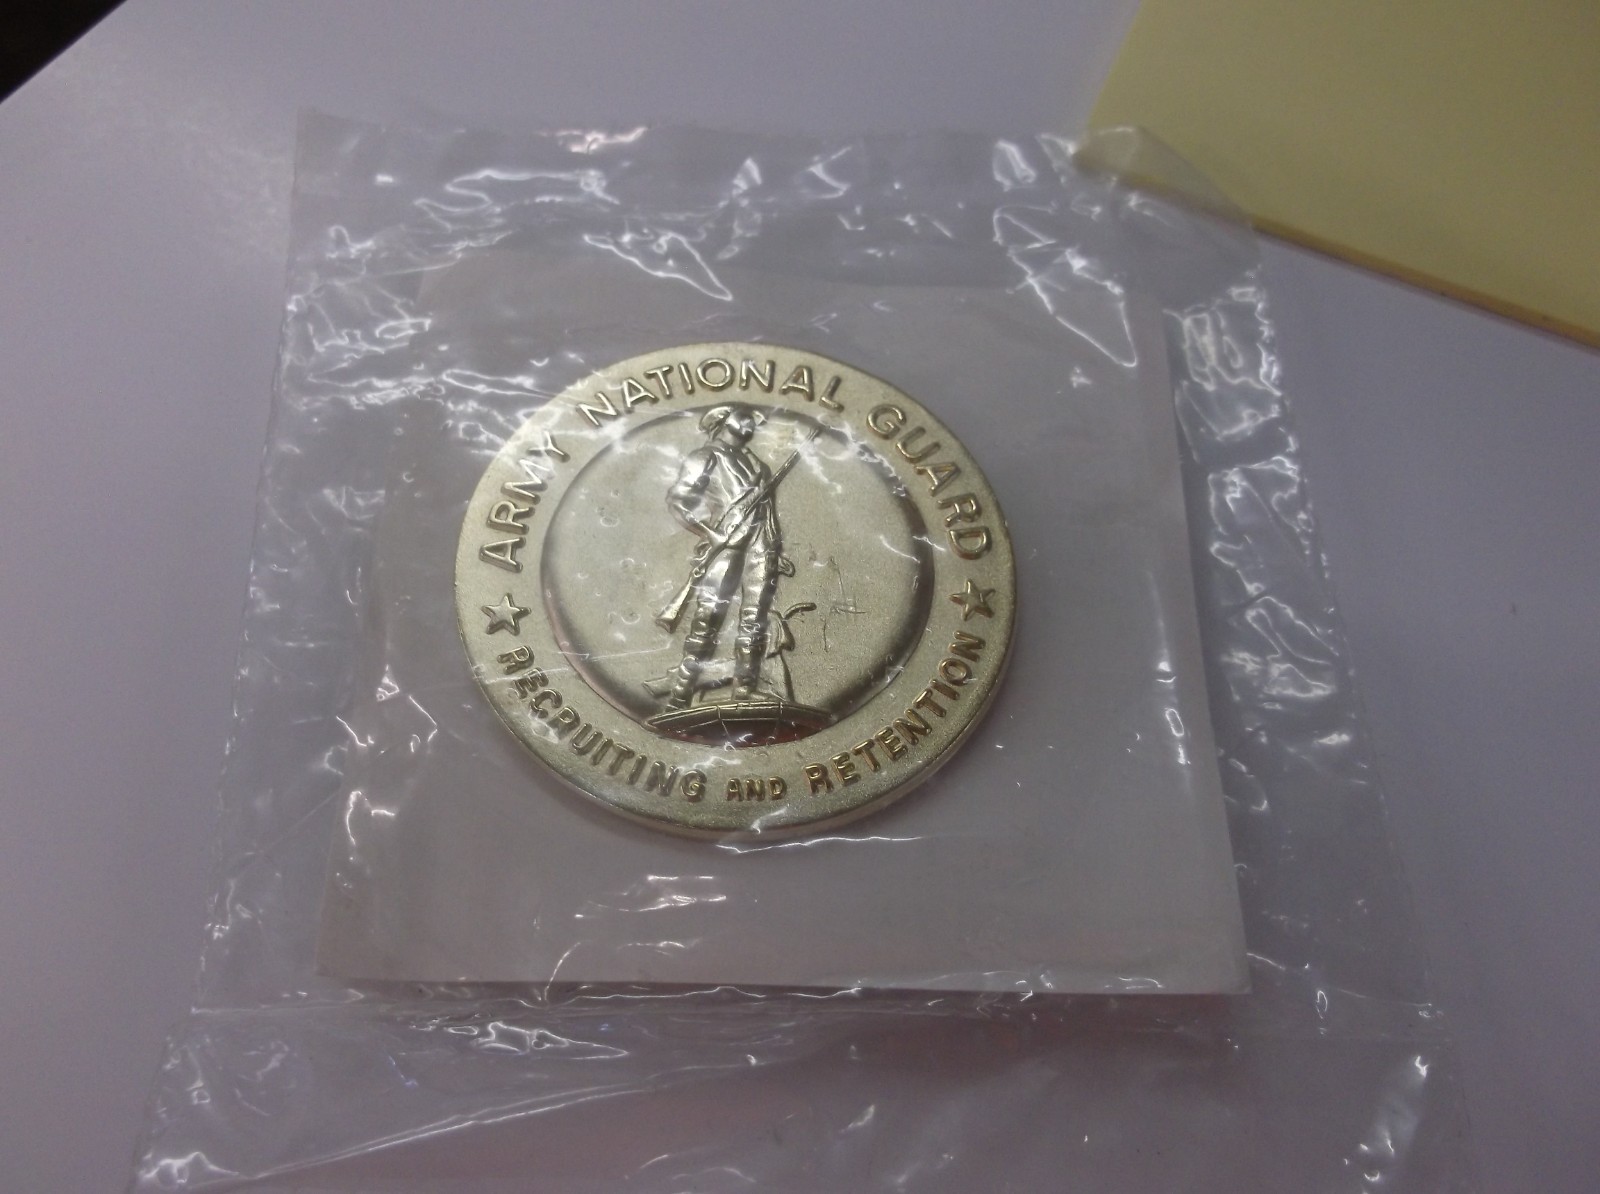 ARMY NATIONAL GUARD
★ RECRUITING AND RETENTION ★